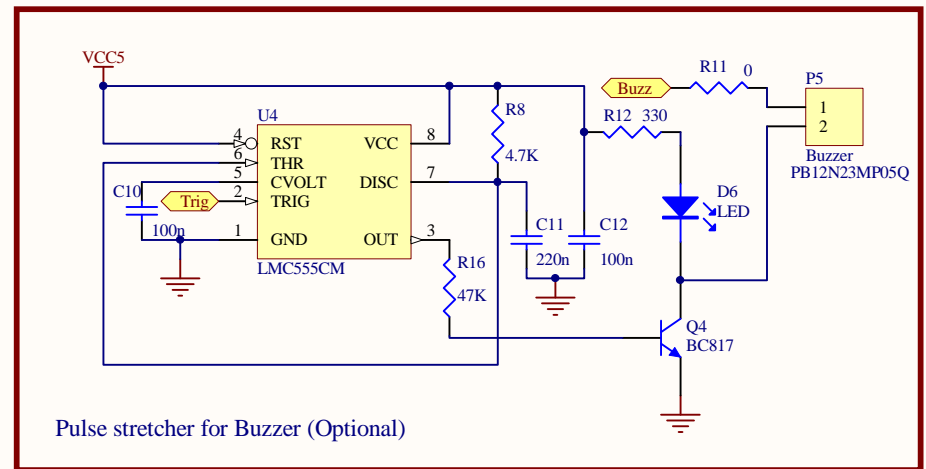 VCC5
U4
4
RST
VCC
8
6
THR
5
CVOLT
DISC
7
2
TRIG
1
GND
OUT
3
LMC555CM
C10
100n
Trig
R8
4.7K
R16
47K
C11
220n
C12
100n
Buzz
R11
0
R12
330
D6
LED
Q4
BC817
P5
1
2
Buzzer
PB12N23MP05Q
Pulse stretcher for Buzzer (Optional)